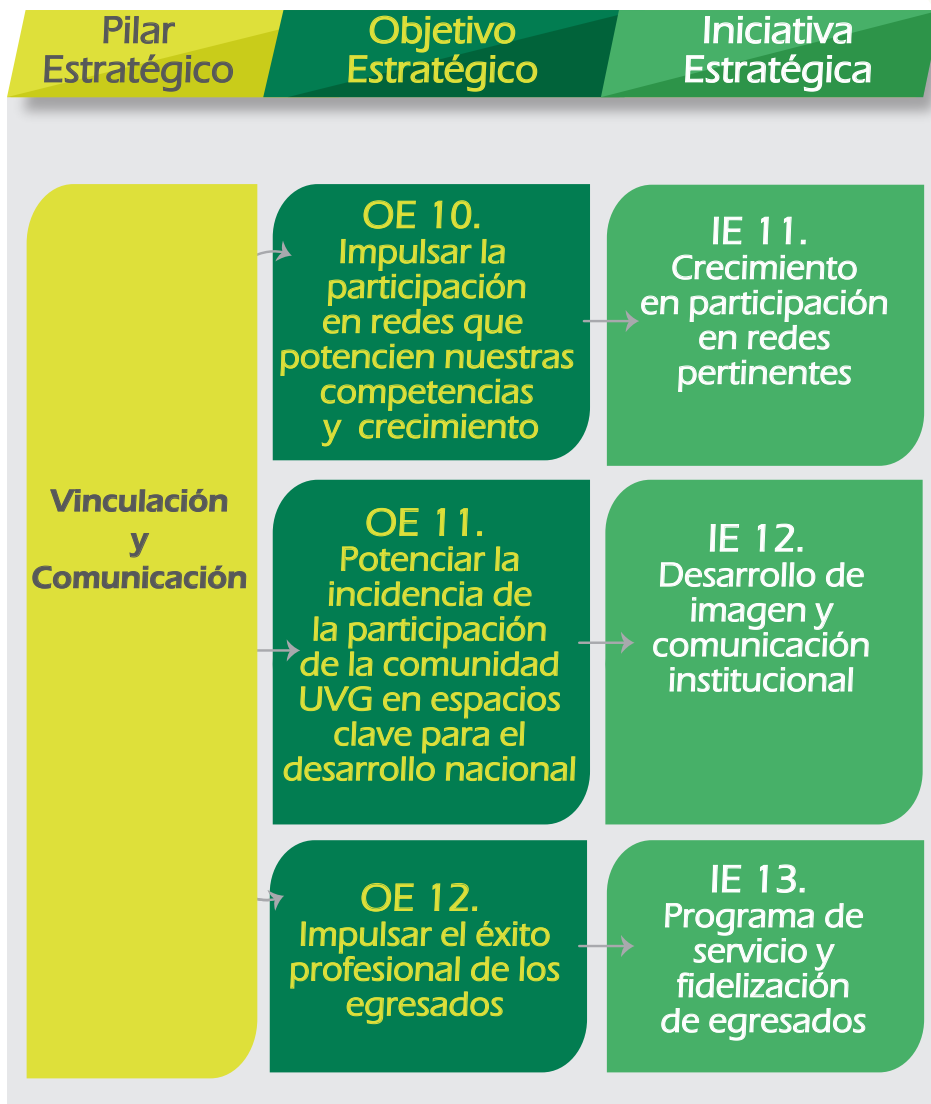 Pilar
Estratégico
Objetivo
Estratégico
Iniciativa
Estratégica
Vinculación
y
Comunicación
OE 10.
Impulsar la
participación
en redes que
potencien nuestras
competencias
y crecimiento
IE 11.
Crecimiento
en participación
en redes
pertinentes
OE 11.
Potenciar la
incidencia de
la participación
de la comunidad
UVG en espacios
clave para el
desarrollo nacional
IE 12.
Desarrollo de
imagen y
comunicación
institucional
OE 12.
Impulsar el éxito
profesional de los
egresados
IE 13.
Programa de
servicio y
fidelización
de egresados